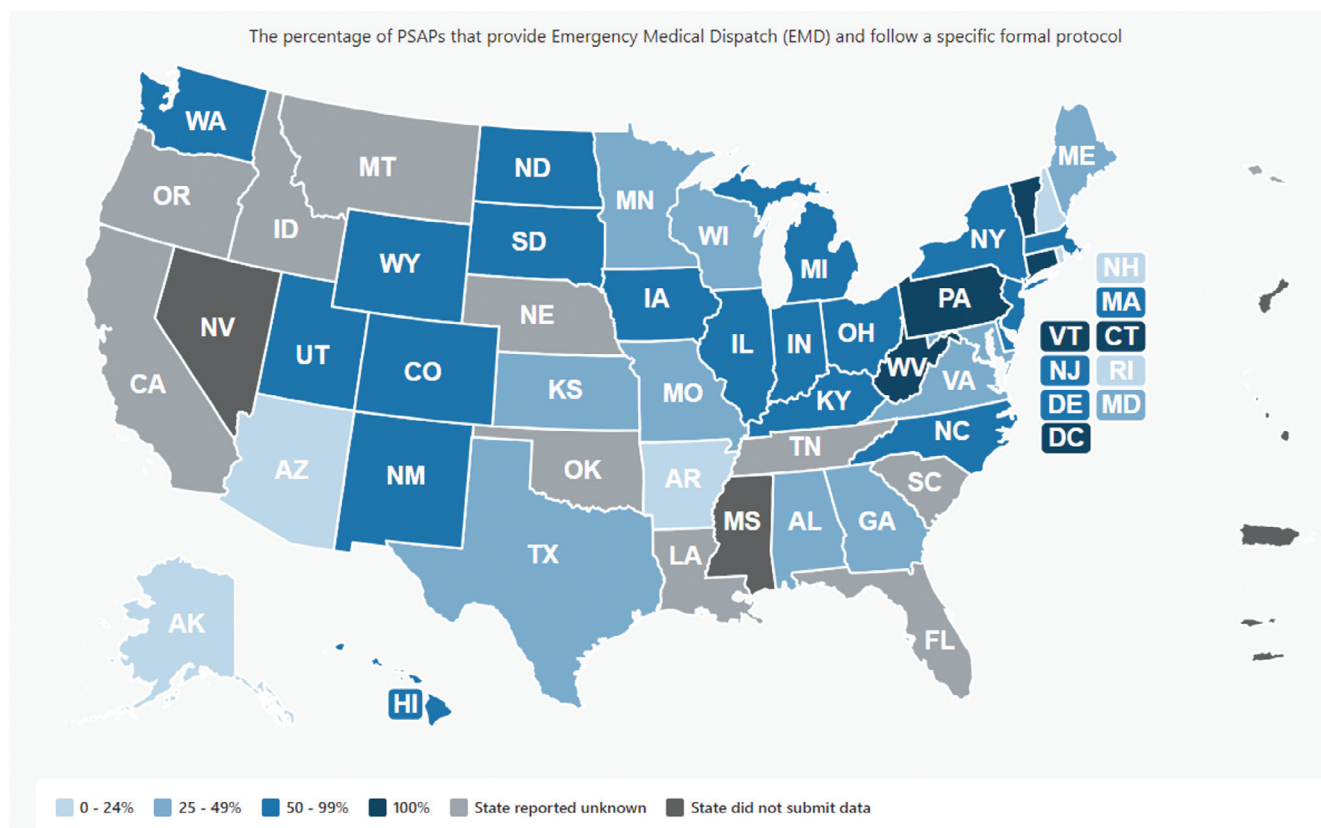 The percentage of PSAPs that provide Emergency Medical Dispatch (EMD) and follow a specific formal protocol
WA
MT
ND
MN
ME
OR
ID
SD
WI
NY
WY
MI
NH
MA
NV
NE
IA
PA
VT CT
UT
CO
IL
IN
OH
WV
VA
NJ RI
CA
KS
MO
KY
DE MD
NC
DC
AZ
NM
OK
TN
AR
SC
TX
MS
AL
GA
LA
AK
FL
HI
0 - 24% 25 - 49% 50 - 99% 100% State reported unknown State did not submit data